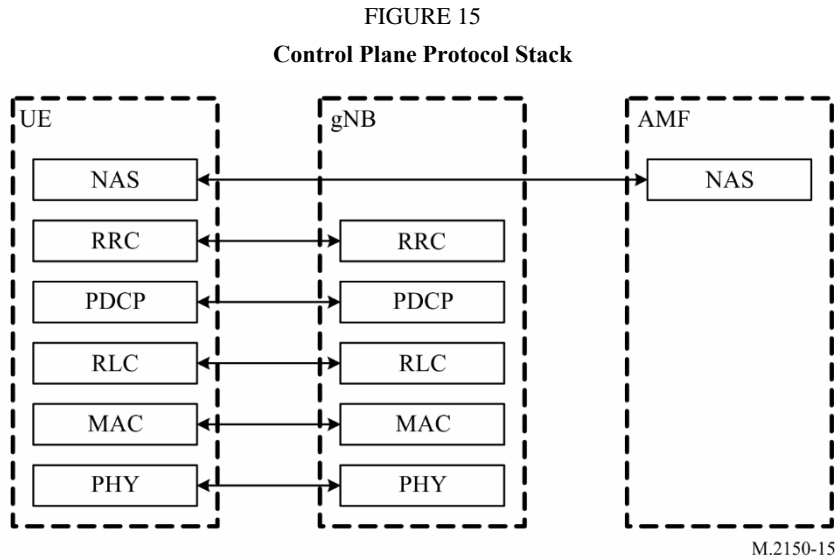 FIGURE 15
Control Plane Protocol Stack
UE gNB AMF
NAS NAS
RRC RRC
PDCP PDCP
RLC RLC
MAC MAC
PHY PHY
M.2150-15